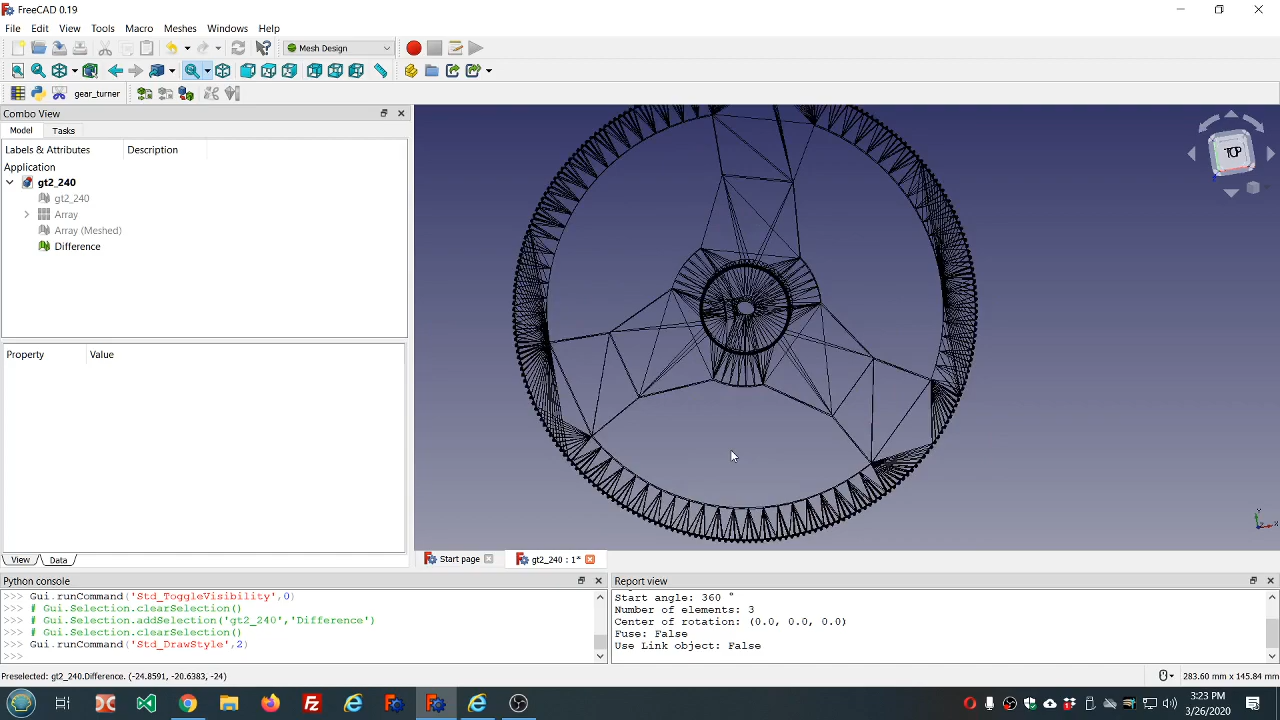 FreeCAD 0.19
File Edit View Tools Macro Meshes Windows Help
Mesh Design
gear_turner
Combo View
Model Tasks
Labels & Attributes Description
Application
gt2_240
gt2_240
Array
Array (Meshed)
Difference
Property Value
View Data
TOP
Start page gt2_240 : 1*
Python console
>>> Gui.runCommand('Std_ToggleVisibility',0)
>>> # Gui.Selection.clearSelection()
>>> # Gui.Selection.addSelection('gt2_240','Difference')
>>> # Gui.Selection.clearSelection()
>>> Gui.runCommand('Std_DrawStyle',2)
>>>
Report view
Start angle: 360 °
Number of elements: 3
Center of rotation: (0.0, 0.0, 0.0)
Fuse: False
Use Link object: False
Preselected: gt2_240.Difference. (-24.8591, -20.6383, -24)
283.60 mm x 145.84 mm
3:23 PM
3/26/2020